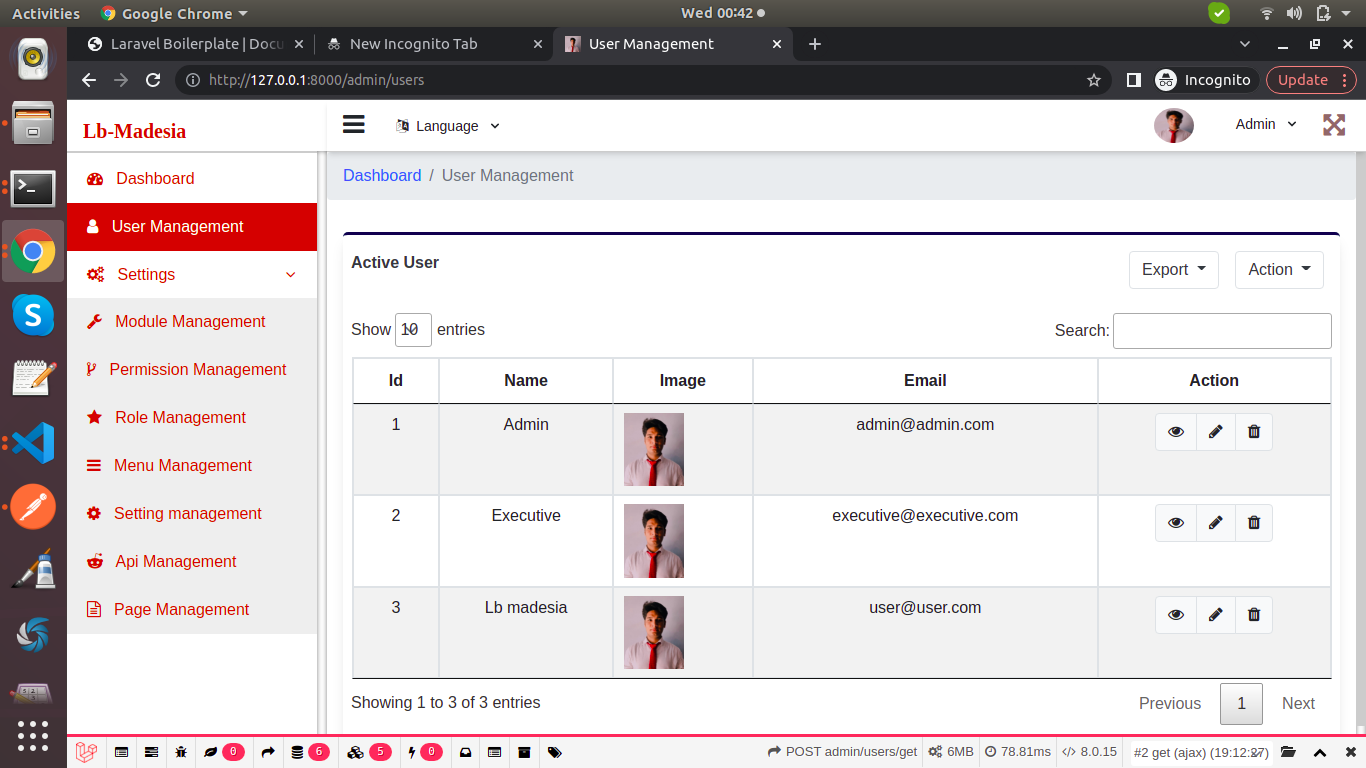 Activities Google Chrome Wed 00:42
Laravel Boilerplate | Docu New Incognito Tab User Management
http://127.0.0.1:8000/admin/users Incognito Update
Lb-Madesia Language Admin
Dashboard
User Management
Settings
Module Management
Permission Management
Role Management
Menu Management
Setting management
Api Management
Page Management
Dashboard / User Management
Active User Export Action
Show 10 entries Search:
Id Name Image Email Action
1 Admin admin@admin.com
2 Executive executive@executive.com
3 Lb madesia user@user.com
Showing 1 to 3 of 3 entries Previous 1 Next
0 6 5 0 POST admin/users/get 6MB 78.81ms 8.0.15 #2 get (ajax) (19:12:27)